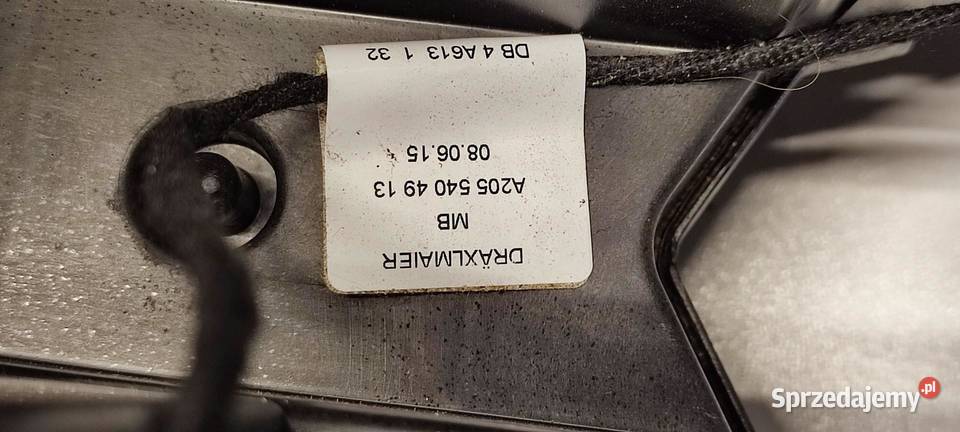 DRÄXLMAIER
MB
A205 540 49 13
08.06.15
DB 4 A613 1 32
Sprzedajemy.pl